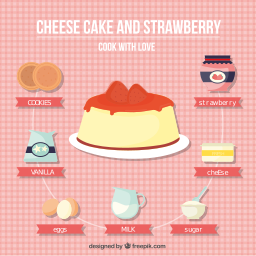 CHEESE CAKE AND STRAWBERRY
COOK WITH LOVE
COOKIES
strawberry
VANILLA
cheese
eggs
MILK
sugar
designed by freepik.com